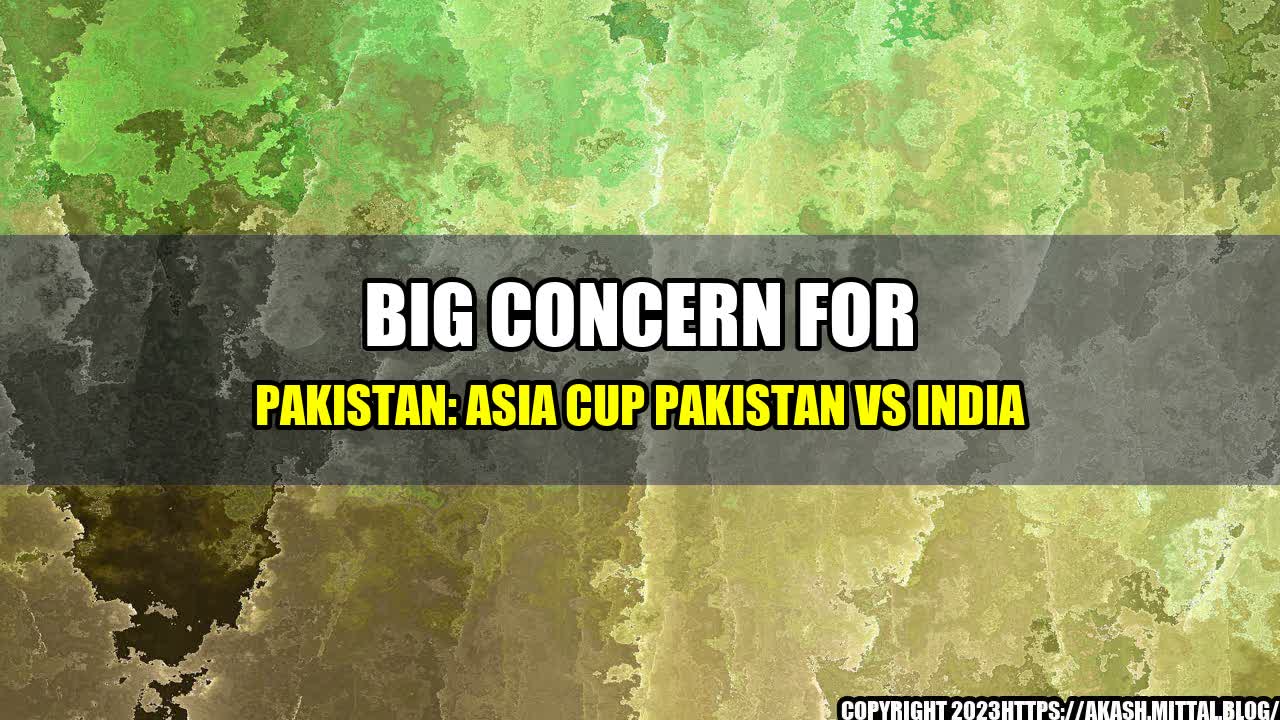 BIG CONCERN FOR
PAKISTAN: ASIA CUP PAKISTAN VS INDIA
COPYRIGHT 2023HTTPS://AKASH.MITTAL.BLOG/